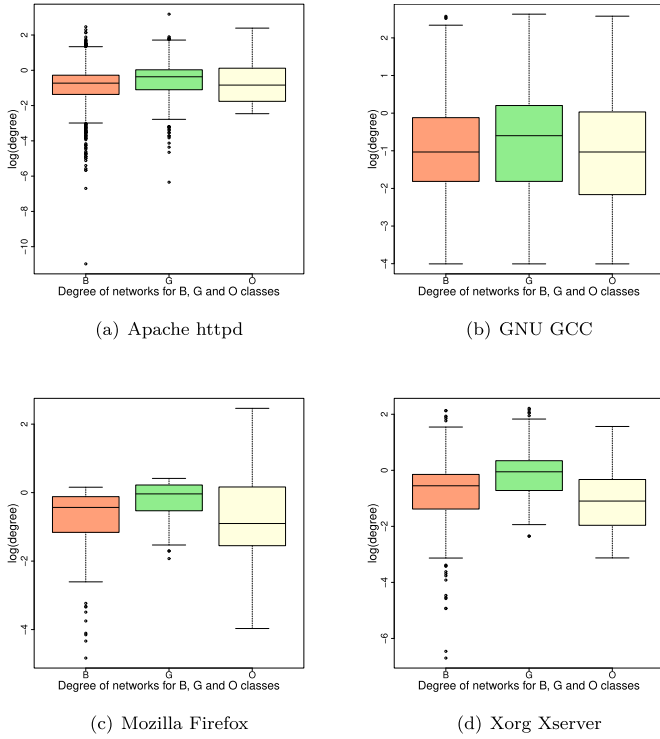 log(degree)
2
0
−2
−4
−6
−8
−10
B
G
O
Degree of networks for B, G and O classes
(a) Apache httpd
log(degree)
2
1
0
−1
−2
−3
−4
B
G
O
Degree of networks for B, G and O classes
(b) GNU GCC
log(degree)
2
0
−2
−4
B
G
O
Degree of networks for B, G and O classes
(c) Mozilla Firefox
log(degree)
2
0
−2
−4
−6
B
G
O
Degree of networks for B, G and O classes
(d) Xorg Xserver